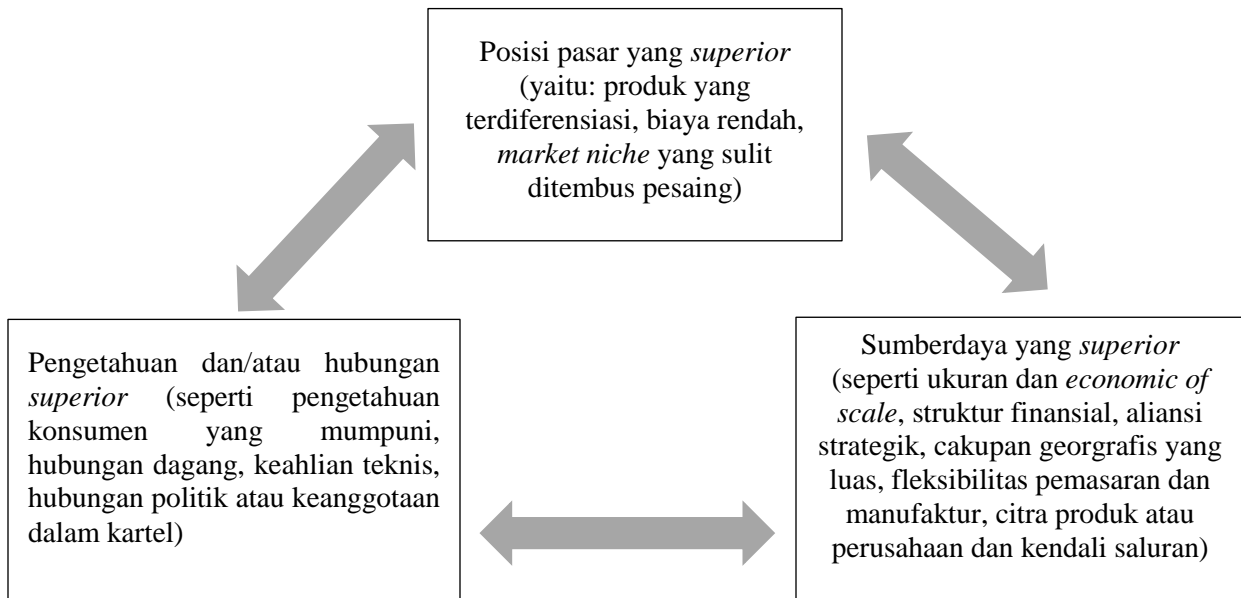 Posisi pasar yang superior
(yaitu: produk yang
terdiferensiasi, biaya rendah,
market niche yang sulit
ditembus pesaing)
Pengetahuan dan/atau hubungan
superior (seperti pengetahuan
konsumen yang mumpuni,
hubungan dagang, keahlian teknis,
hubungan politik atau keanggotaan
dalam kartel)
Sumberdaya yang superior
(seperti ukuran dan economic of
scale, struktur finansial, aliansi
strategik, cakupan georgrafis yang
luas, fleksibilitas pemasaran dan
manufaktur, citra produk atau
perusahaan dan kendali saluran)